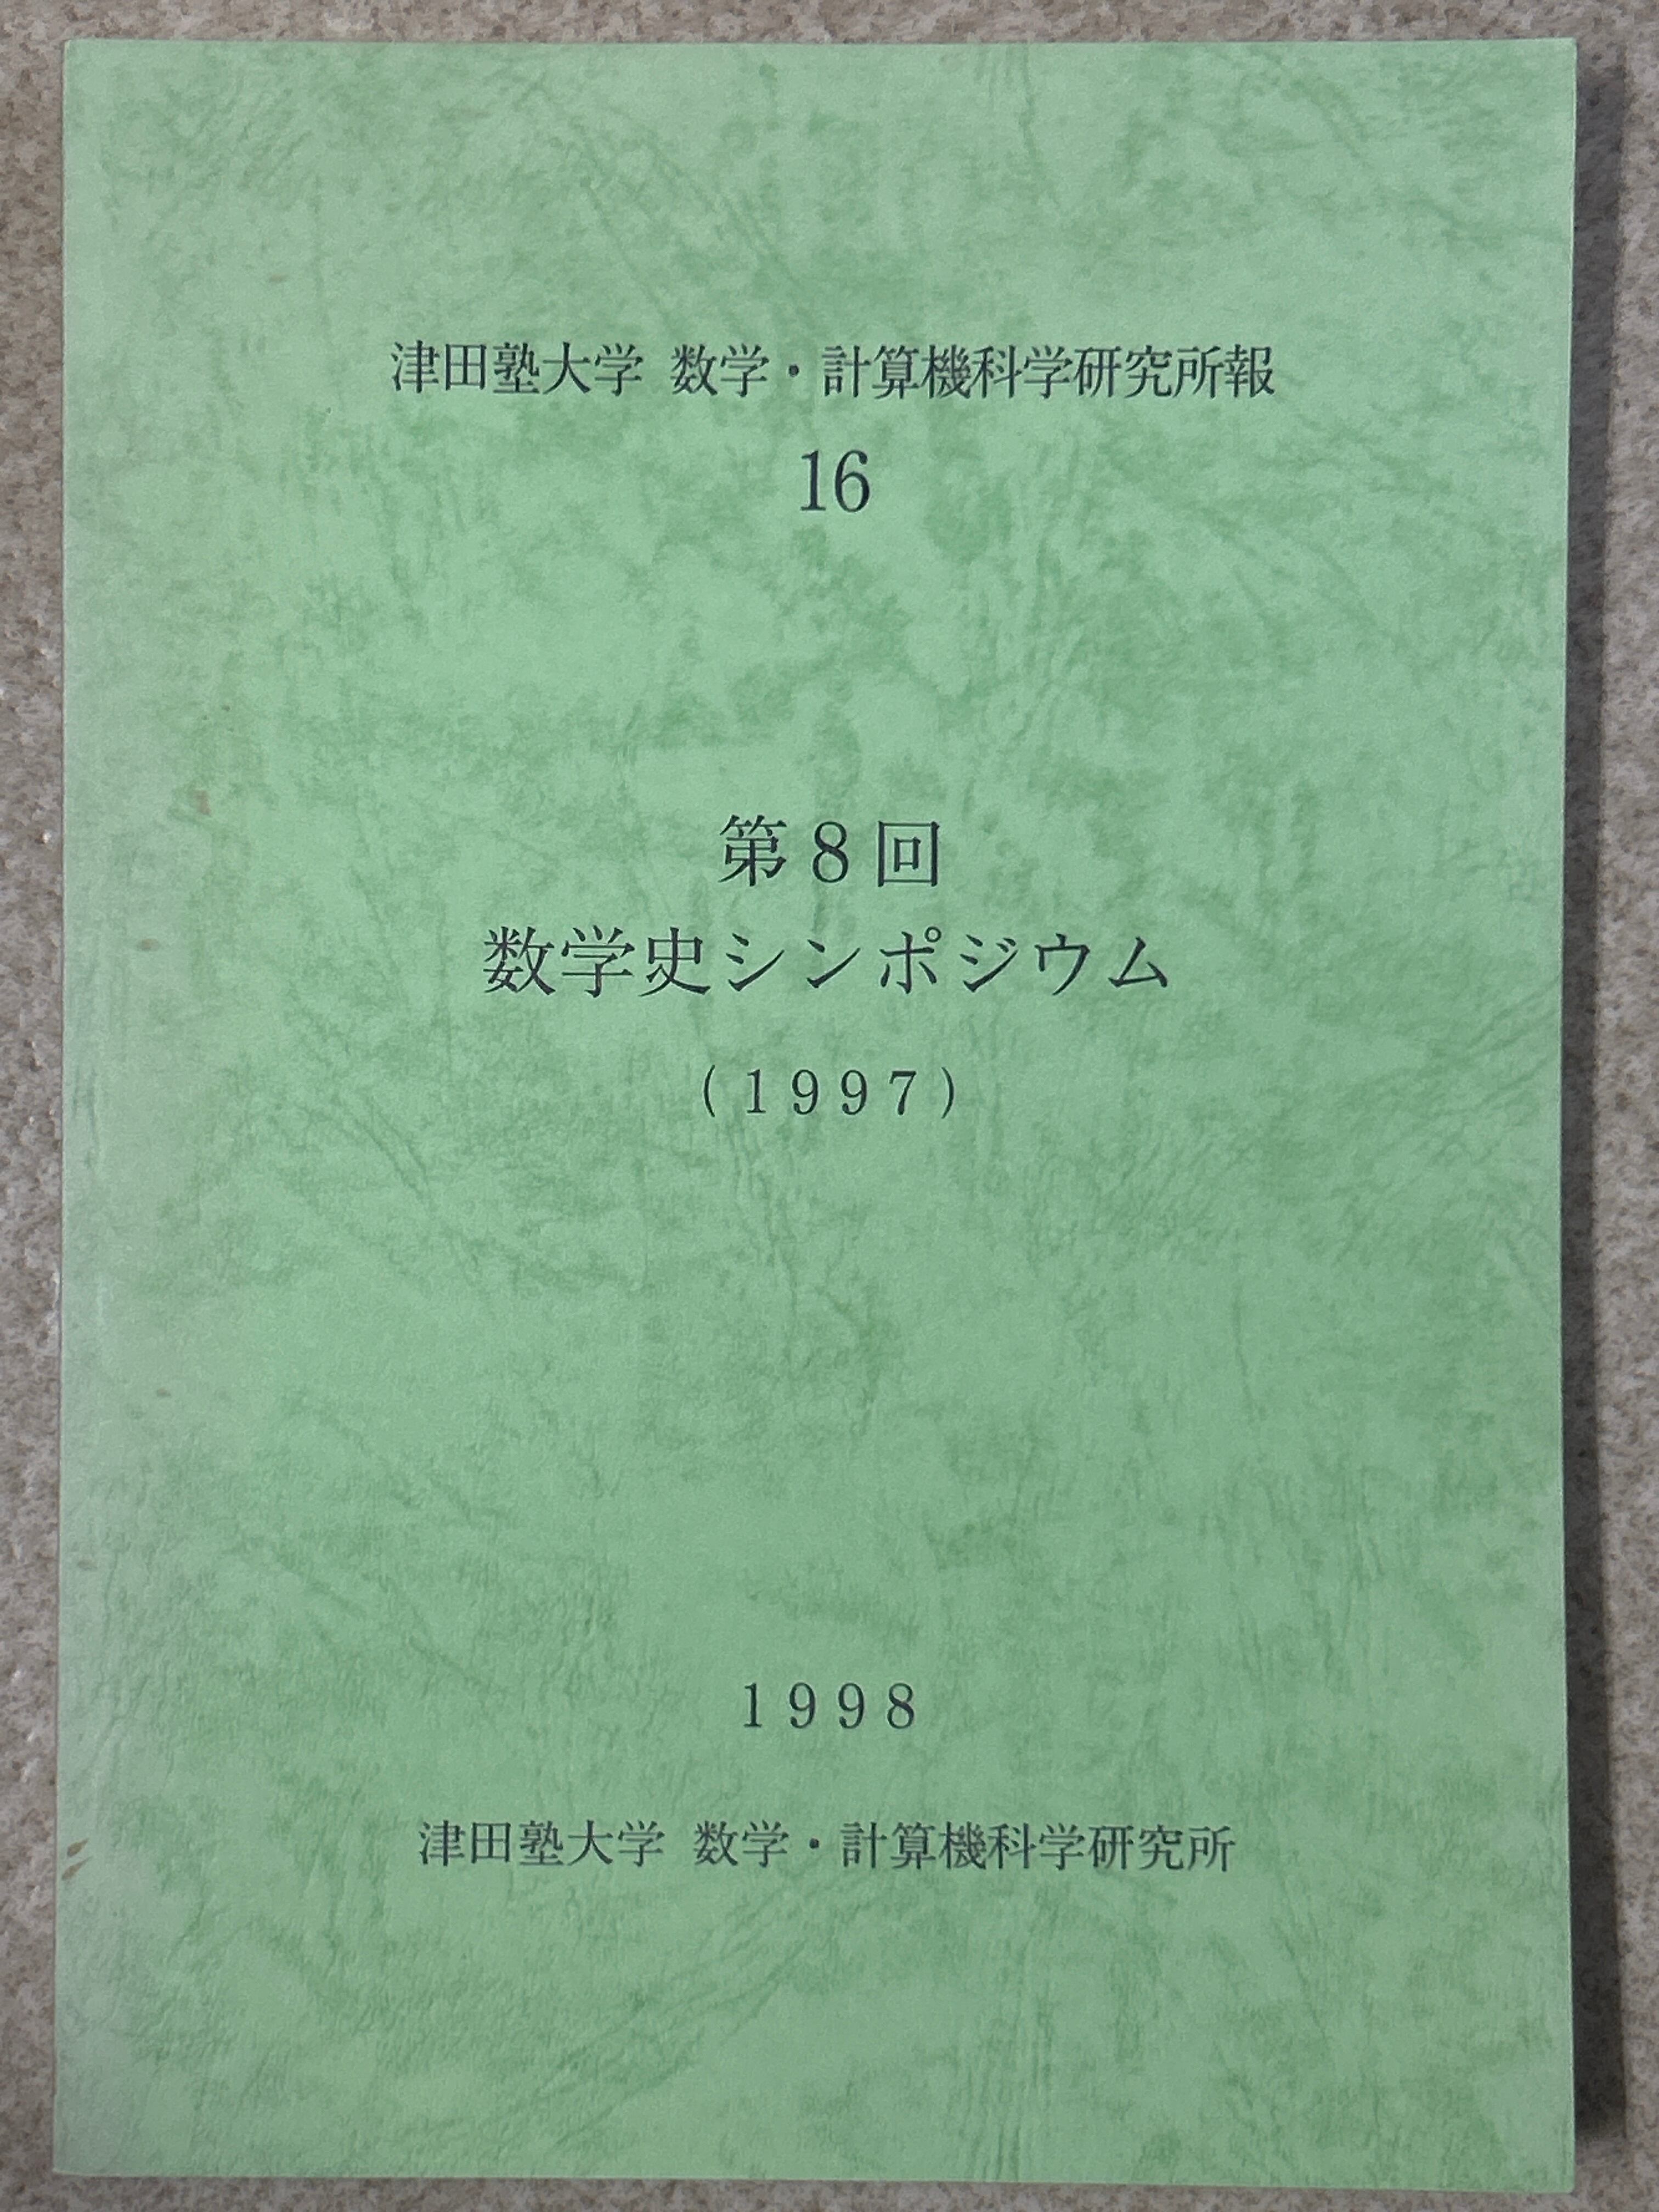 津田塾大学 数学・計算機科学研究所報
16
第8回
数学史シンポジウム
(1997)
1998
津田塾大学 数学・計算機科学研究所